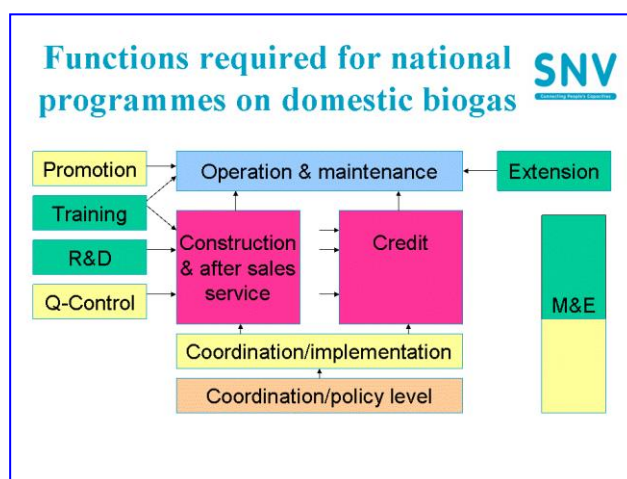 Functions required for national
programmes on domestic biogas
SNV
Connecting People's Capacities
Promotion
Operation & maintenance
Extension
Training
R&D
Q-Control
Construction
& after sales
service
Credit
M&E
Coordination/implementation
Coordination/policy level